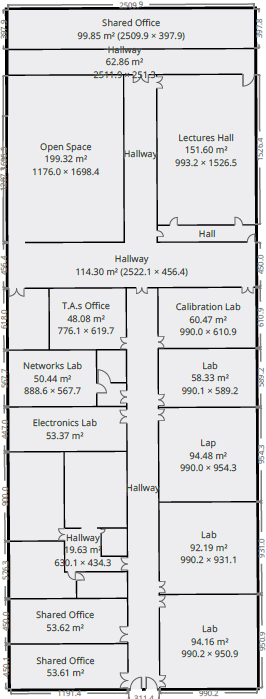 2509.9
Shared Office
99.85 m² (2509.9 × 397.9)
397.9
397.8
Hallway
62.86 m²
2511.9 × 251.3
Open Space
199.32 m²
1176.0 × 1698.4
Hallway
Lectures Hall
151.60 m²
993.2 × 1526.5
1526.4
Hall
Hallway
114.30 m² (2522.1 × 456.4)
456.4
450.0
T.As Office
48.08 m²
776.1 × 619.7
618.0
Calibration Lab
60.47 m²
990.0 × 610.9
610.9
Networks Lab
50.44 m²
888.6 × 567.7
567.7
Lab
58.33 m²
990.1 × 589.2
589.2
Electronics Lab
53.37 m²
447.0
Lap
94.48 m²
990.0 × 954.3
954.3
Hallway
900.0
Hallway
19.63 m²
630.1 × 434.3
Lab
92.19 m²
990.2 × 931.1
931.0
576.3
Shared Office
53.62 m²
450.0
Lab
94.16 m²
990.2 × 950.9
950.9
Shared Office
53.61 m²
450.1
1191.4
311.4
990.2